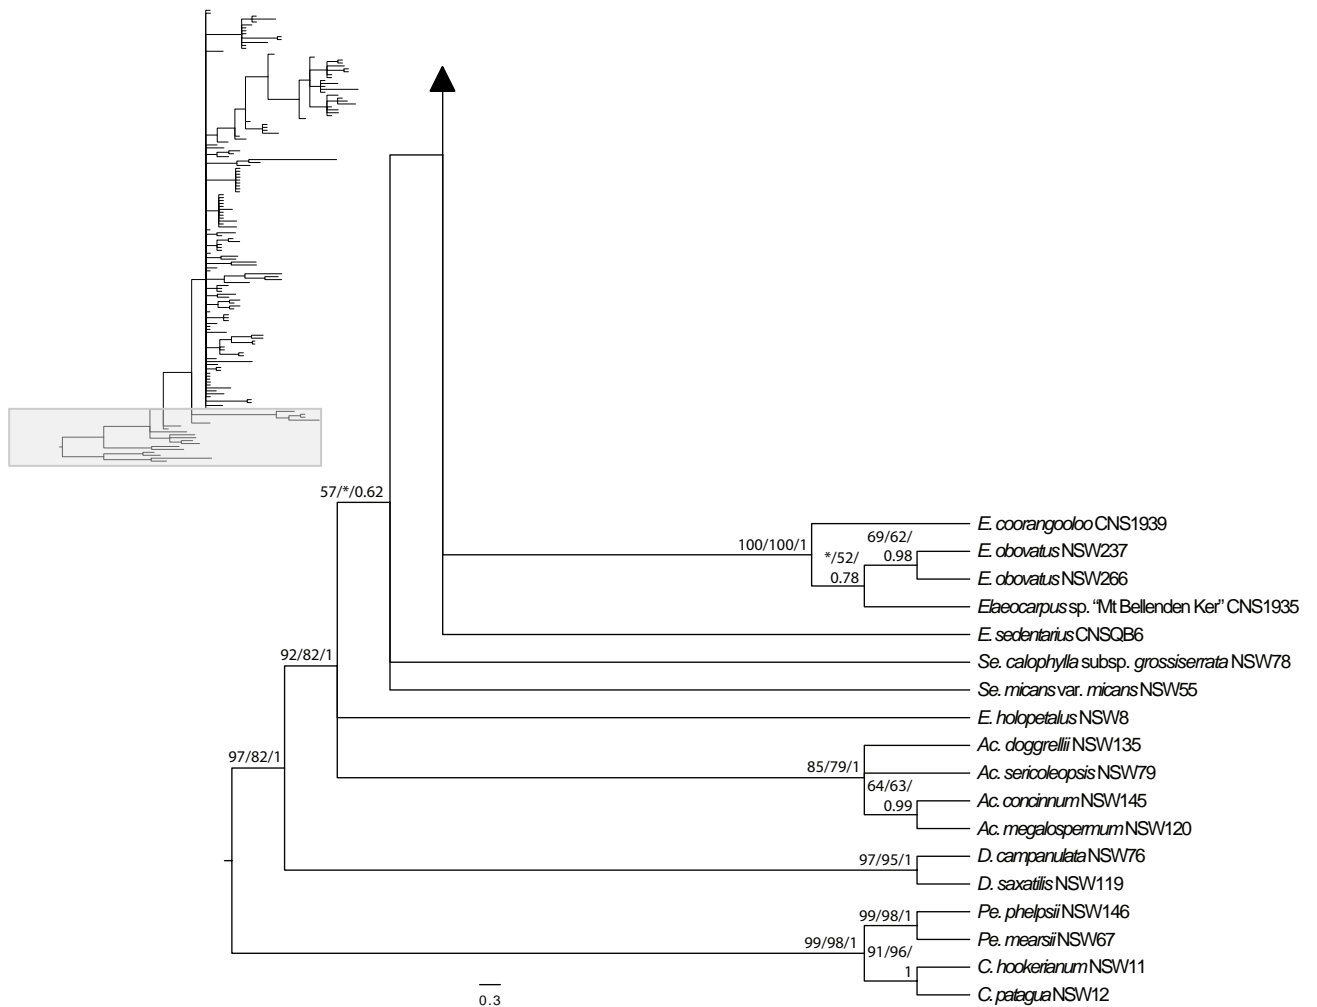 57/*/0.62
E. coorangooloo CNS1939
69/62/
0.98
100/100/1
*/52/
0.78
E. obovatus NSW237
E. obovatus NSW266
Elaeocarpus sp. “Mt Bellenden Ker” CNS1935
E. sedentarius CNSQB6
92/82/1
Se. calophylla subsp. grossiserrata NSW78
Se. micans var. micans NSW55
E. holopetalus NSW8
97/82/1
Ac. doggrellii NSW135
85/79/1
Ac. sericoleopsis NSW79
64/63/
0.99
Ac. concinnum NSW145
Ac. megalospermum NSW120
97/95/1
D. campanulata NSW76
D. saxatilis NSW119
99/98/1
Pe. phelpsii NSW146
99/98/1
Pe. mearsii NSW67
91/96/
1
C. hookerianum NSW11
C. patagua NSW12
0.3